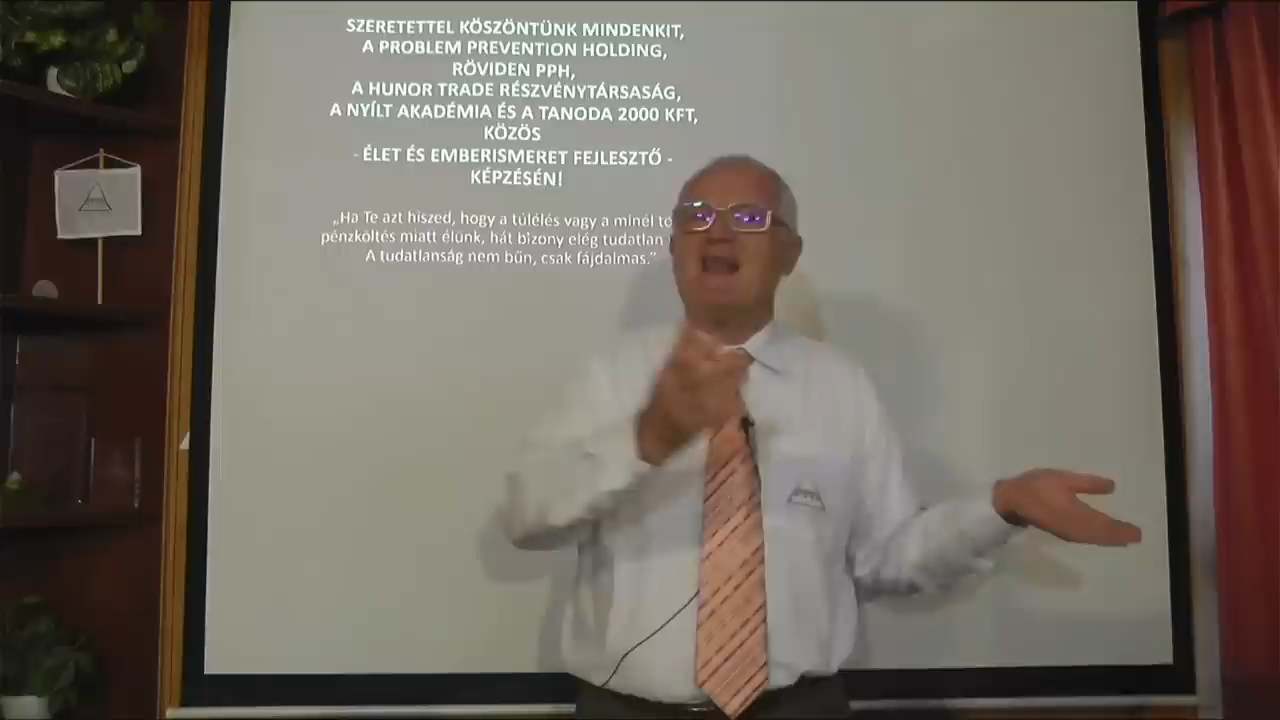 SZERETETTEL KÖSZÖNTÜNK MINDENKIT,
A PROBLEM PREVENTION HOLDING,
RÖVIDEN PPH,
A HUNOR TRADE RÉSZVÉNYTÁRSASÁG,
A NYÍLT AKADÉMIA ÉS A TANODA 2000 KFT,
KÖZÖS
- ÉLET ÉS EMBERISMERET FEJLESZTŐ -
KÉPZÉSÉN!
„Ha Te azt hiszed, hogy a túlélés vagy a minél
pénzköltés miatt élünk, hát bizony elég tudatlan
A tudatlanság nem bűn, csak fájdalmas.”